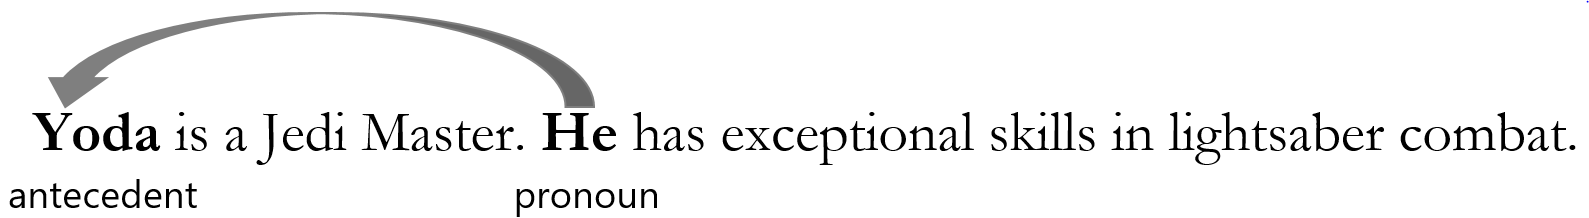 Yoda is a Jedi Master. He has exceptional skills in lightsaber combat.
antecedent pronoun